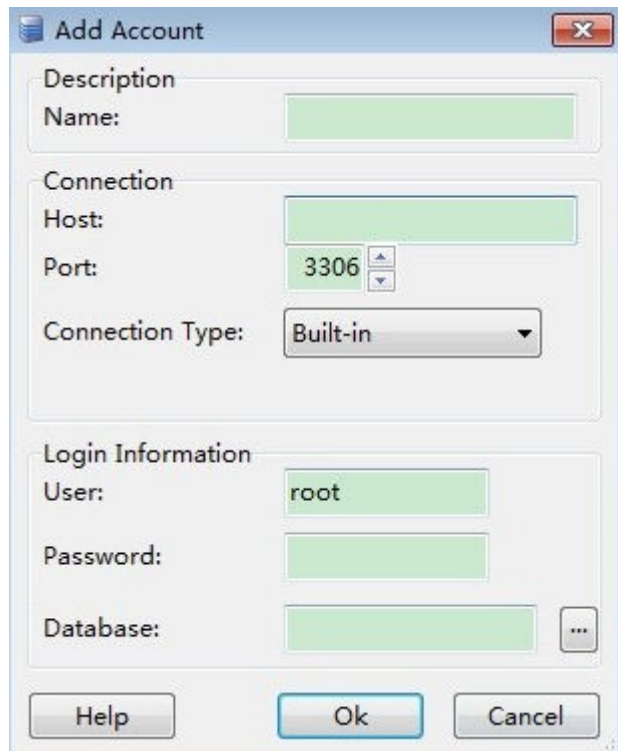 Add Account
Description
Name:
Connection
Host:
Port: 3306
Connection Type: Built-in
Login Information
User: root
Password:
Database: ...
Help Ok Cancel